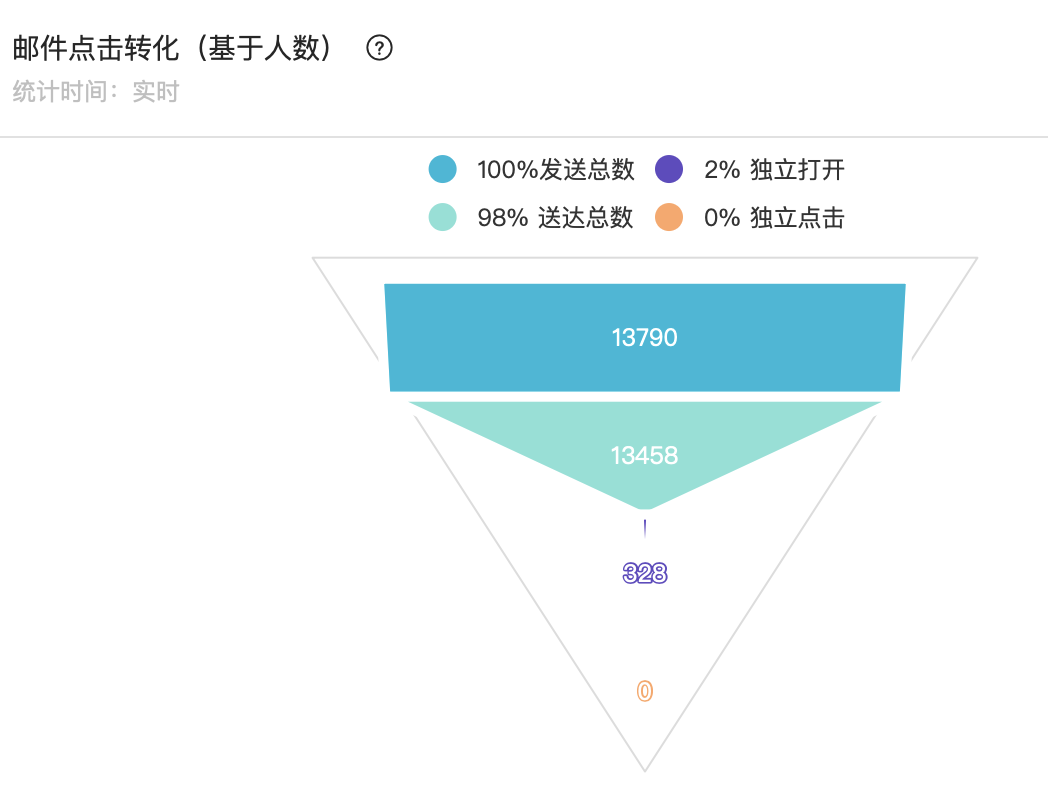 邮件点击转化（基于人数） ?
统计时间：实时
100%发送总数 2% 独立打开
98% 送达总数 0% 独立点击
13790
13458
328
0